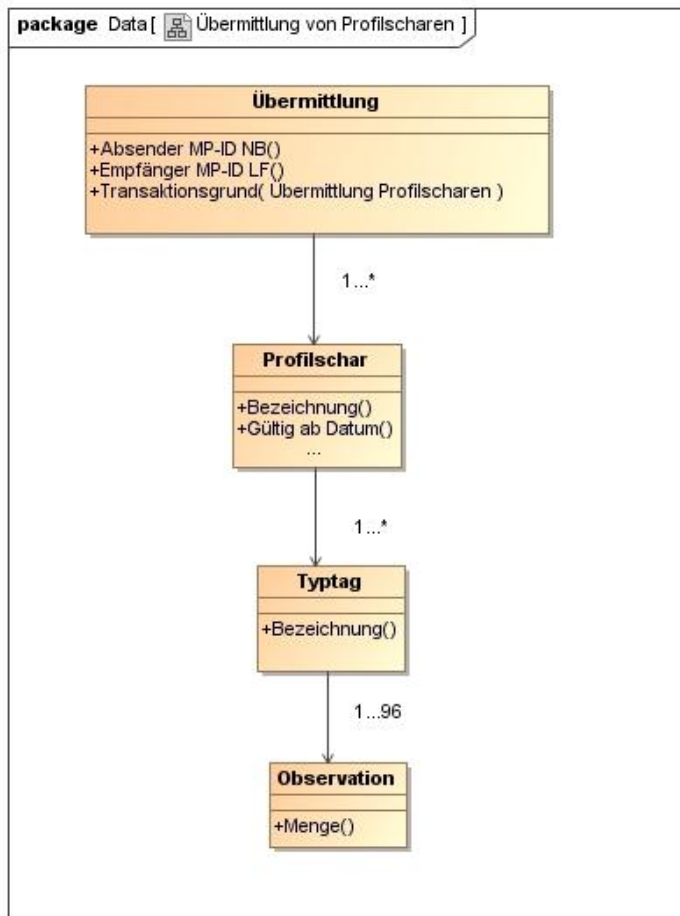 package Data [ Übermittlung von Profilscharen ]
Übermittlung
+Absender MP-ID NB()
+Empfänger MP-ID LF()
+Transaktionsgrund( Übermittlung Profilscharen )
1...*
Profilschar
+Bezeichnung()
+Gültig ab Datum()
...
1...*
Typtag
+Bezeichnung()
1...96
Observation
+Menge()